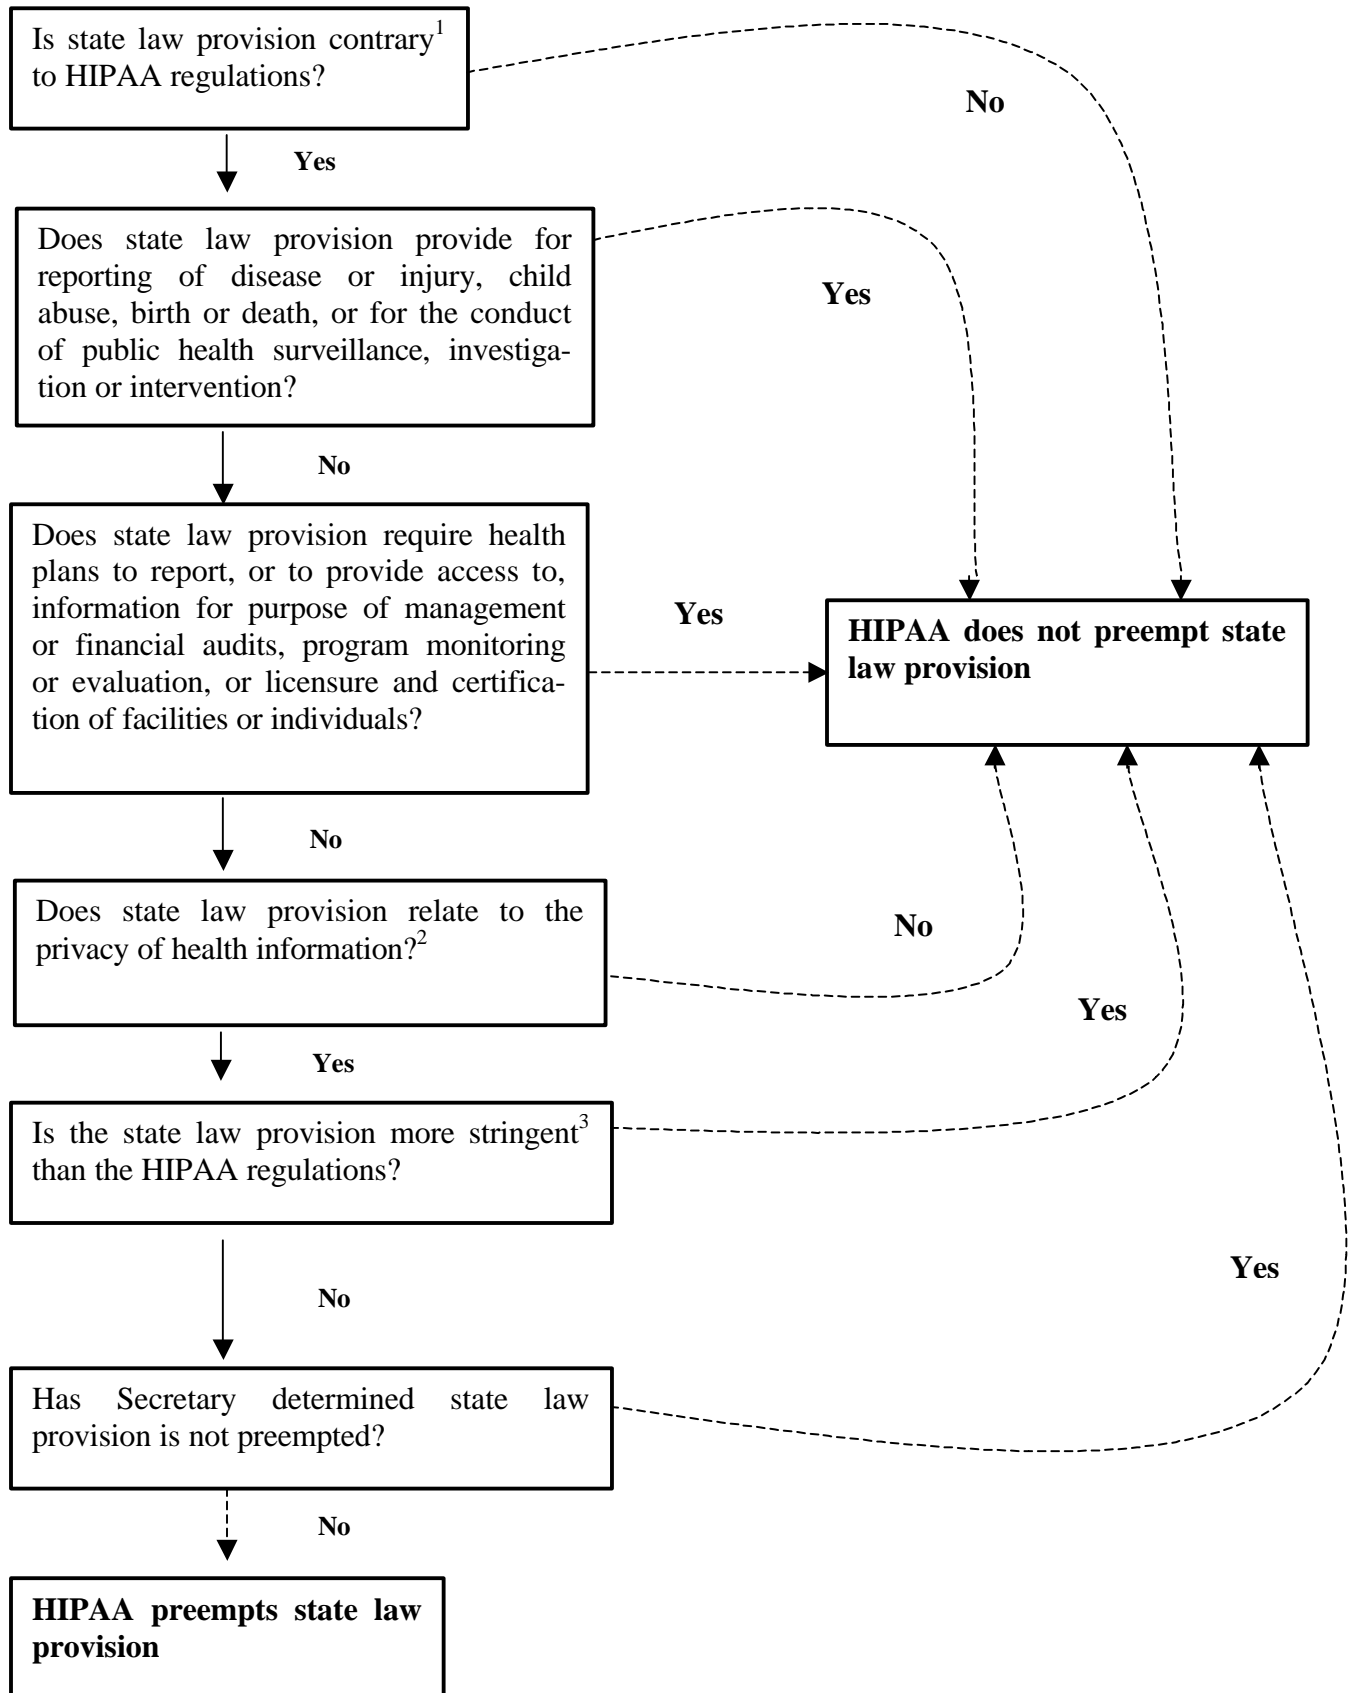 Is state law provision contrary¹
to HIPAA regulations?
No
Yes
Does state law provision provide for
reporting of disease or injury, child
abuse, birth or death, or for the conduct
of public health surveillance, investiga-
tion or intervention?
Yes
No
Does state law provision require health
plans to report, or to provide access to,
information for purpose of management
or financial audits, program monitoring
or evaluation, or licensure and certifica-
tion of facilities or individuals?
Yes
HIPAA does not preempt state
law provision
No
Does state law provision relate to the
privacy of health information?²
No
Yes
Yes
Is the state law provision more stringent³
than the HIPAA regulations?
Yes
No
Has Secretary determined state law
provision is not preempted?
No
HIPAA preempts state law
provision